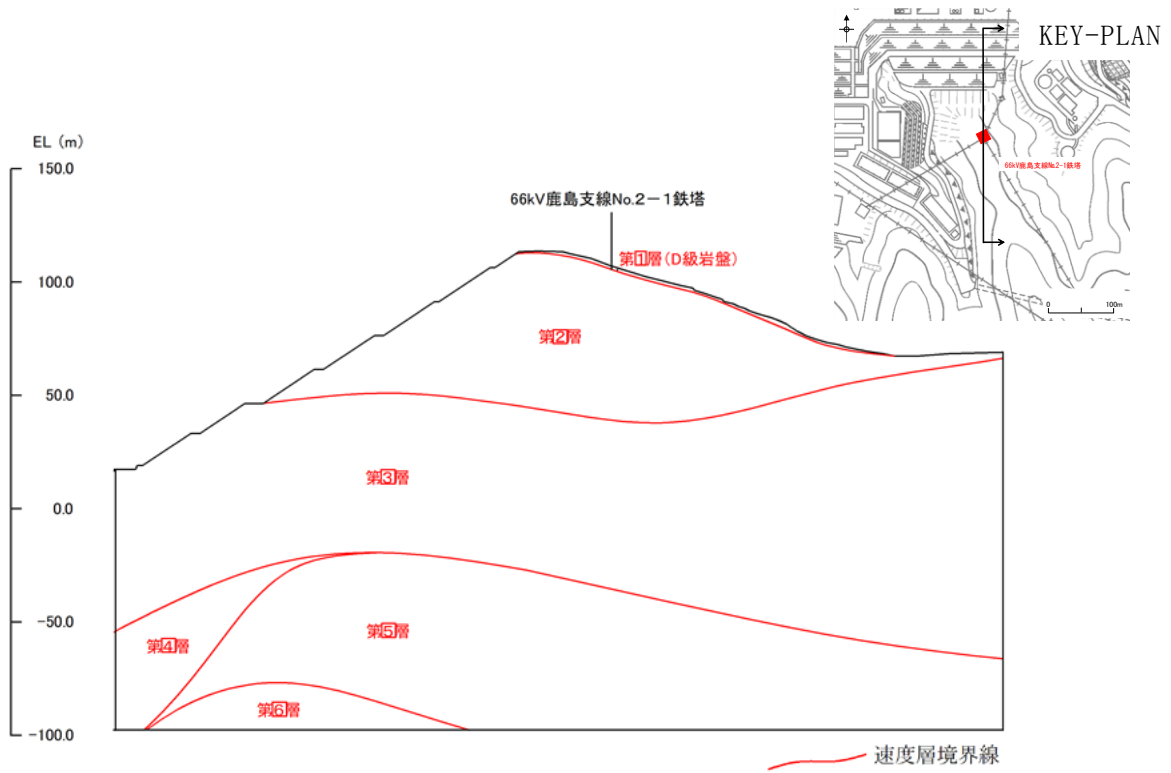 KEY-PLAN
66kV鹿島支線No.2-1鉄塔
0 100m
EL (m)
150.0
100.0
50.0
0.0
-50.0
-100.0
66kV鹿島支線No.2-1鉄塔
第1層(D級岩盤)
第2層
第3層
第4層
第5層
第6層
速度層境界線